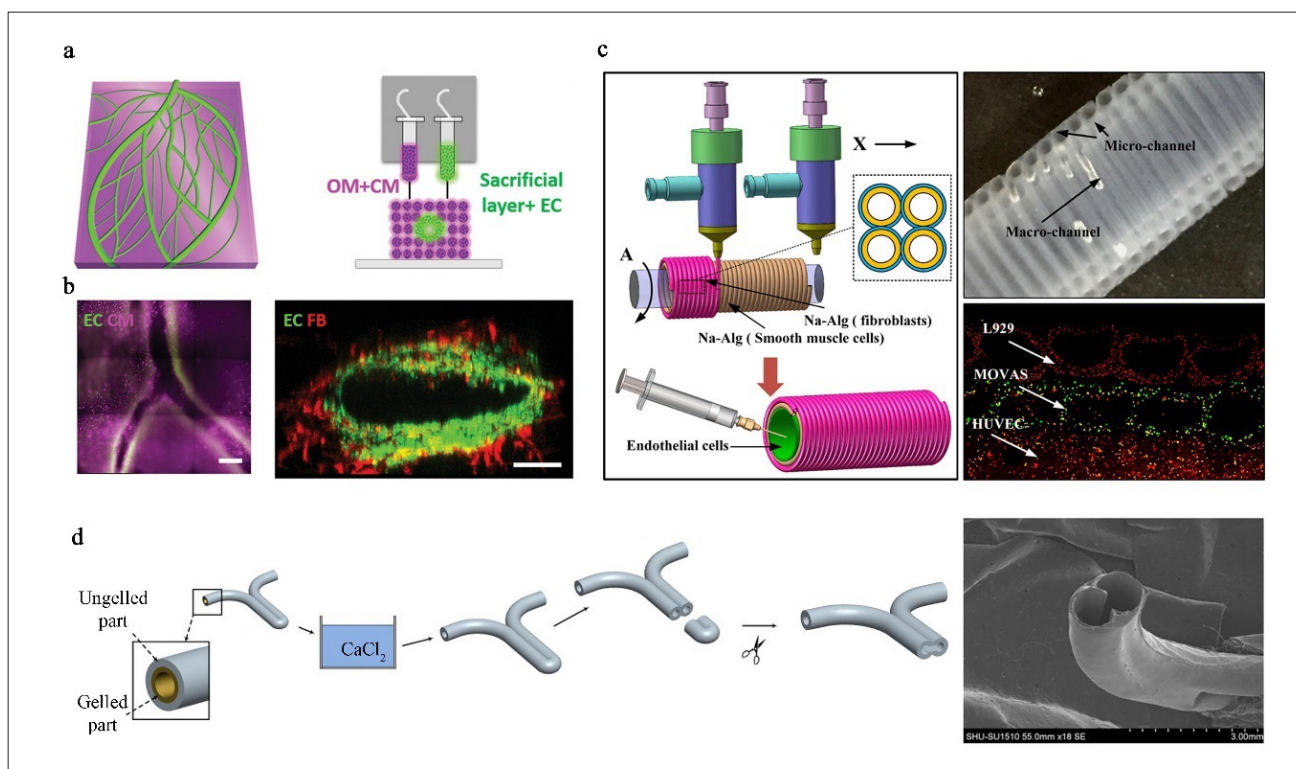 a
OM+CM
Sacrificial
layer+ EC
b
EC CM
EC FB
c
X
A
Na-Alg ( fibroblasts)
Na-Alg ( Smooth muscle cells)
Endothelial cells
Micro-channel
Macro-channel
L929
MOVAS
HUVEC
d
Ungelled
part
Gelled
part
CaCl₂
SHU-SU1510 55.0mm x18 SE
3.00mm